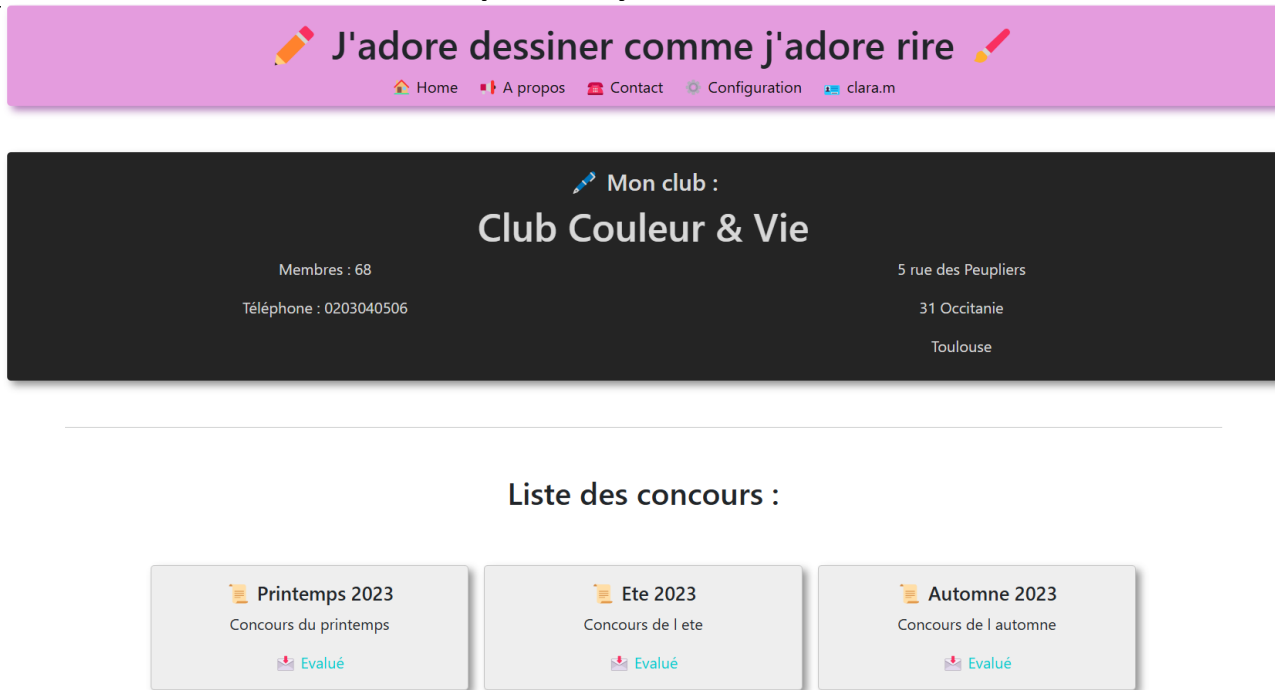 J'adore dessiner comme j'adore rire
Home A propos Contact Configuration clara.m
Mon club :
Club Couleur & Vie
Membres : 68
5 rue des Peupliers
Téléphone : 0203040506
31 Occitanie
Toulouse
Liste des concours :
Printemps 2023
Concours du printemps
Evalué
Ete 2023
Concours de l ete
Evalué
Automne 2023
Concours de l automne
Evalué